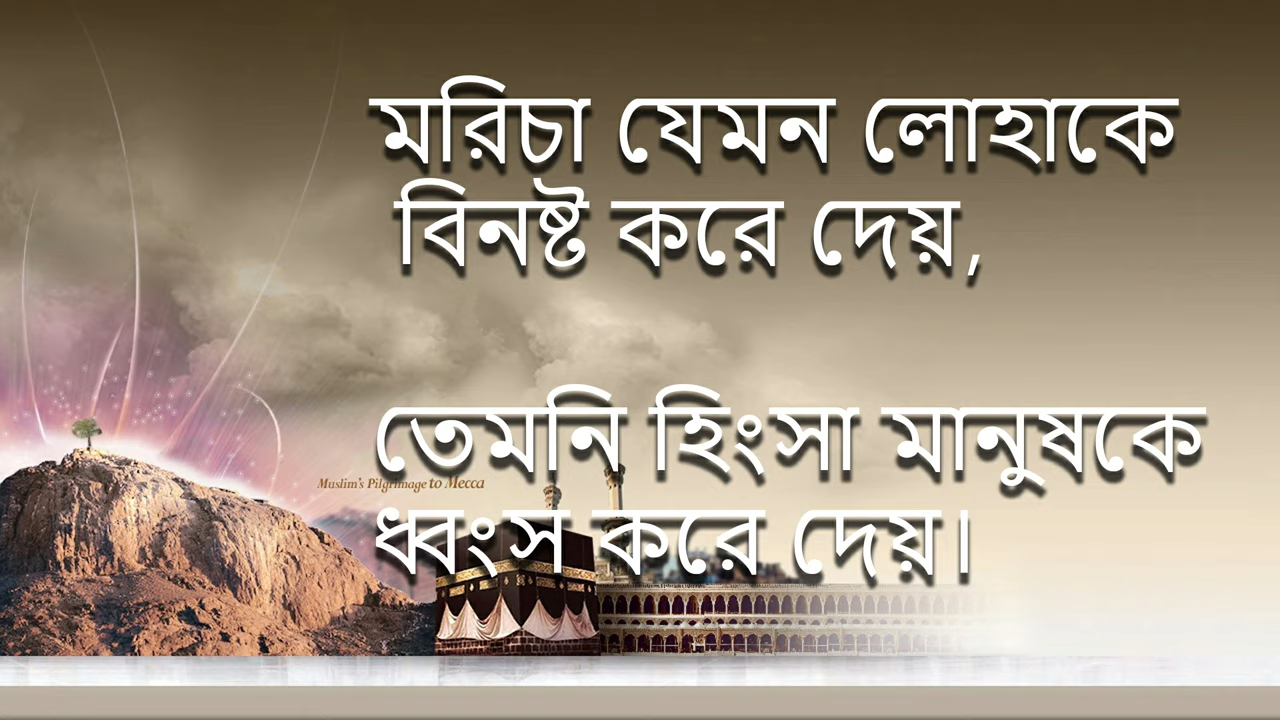 মরিচা যেমন লোহাকে
বিনষ্ট করে দেয়,
তেমনি হিংসা মানুষকে
Muslim's Pilgrimage to Mecca
ধ্বংস করে দেয়।